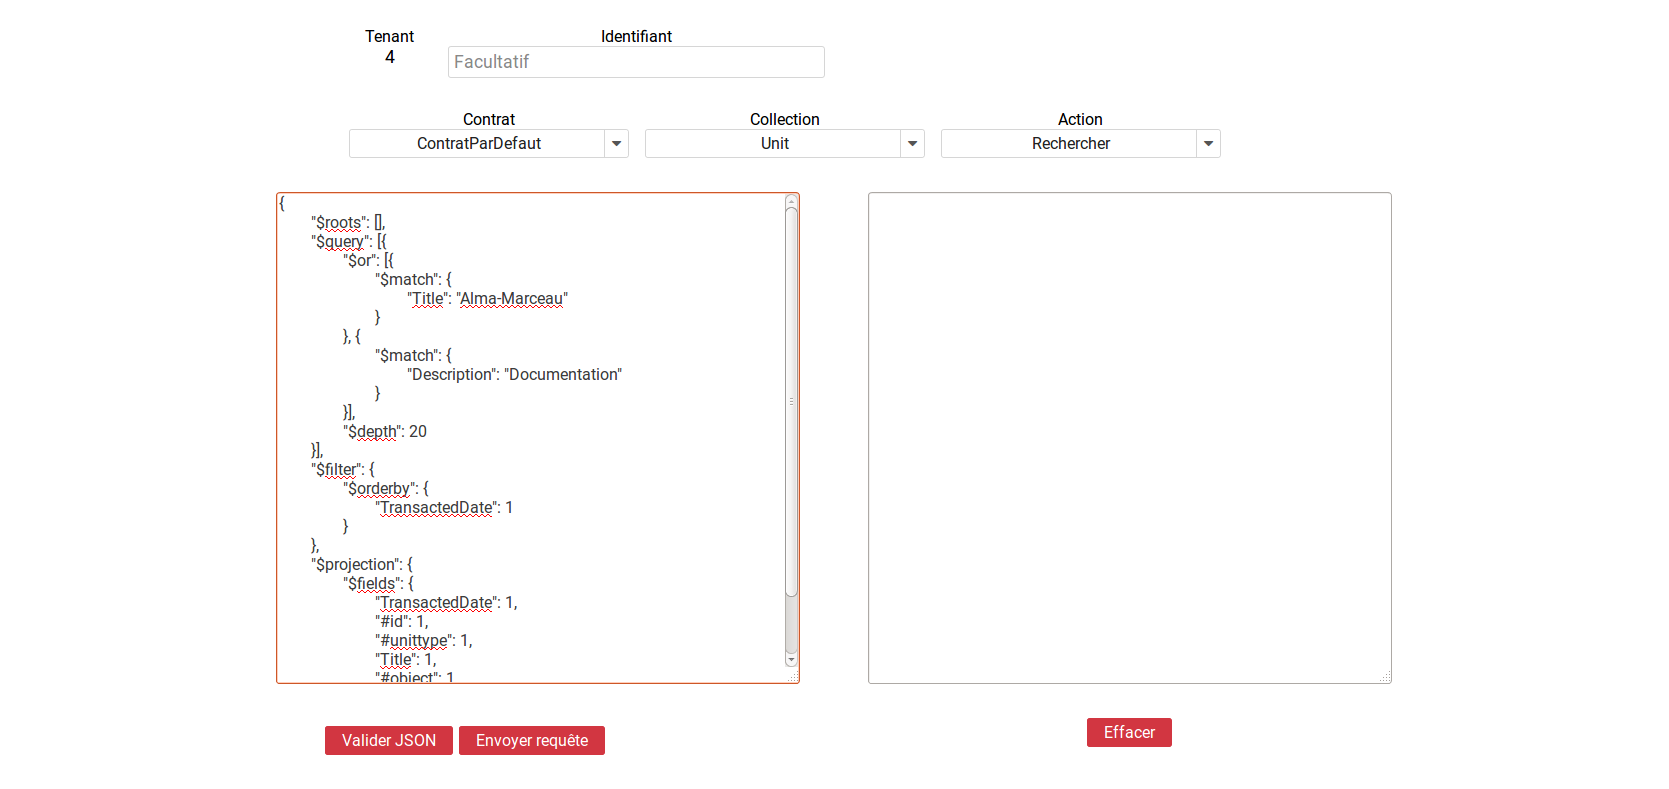 Tenant
4
Identifiant
Facultatif
Contrat
ContratParDefaut
Collection
Unit
Action
Rechercher
{
"$roots": [],
"$query": [{
"$or": [{
"$match": {
"Title": "Alma-Marceau"
}
}, {
"$match": {
"Description": "Documentation"
}
}],
"$depth": 20
}],
"$filter": {
"$orderby": {
"TransactedDate": 1
}
},
"$projection": {
"$fields": {
"TransactedDate": 1,
"#id": 1,
"#unittype": 1,
"Title": 1,
"#object": 1
Valider JSON
Envoyer requête
Effacer